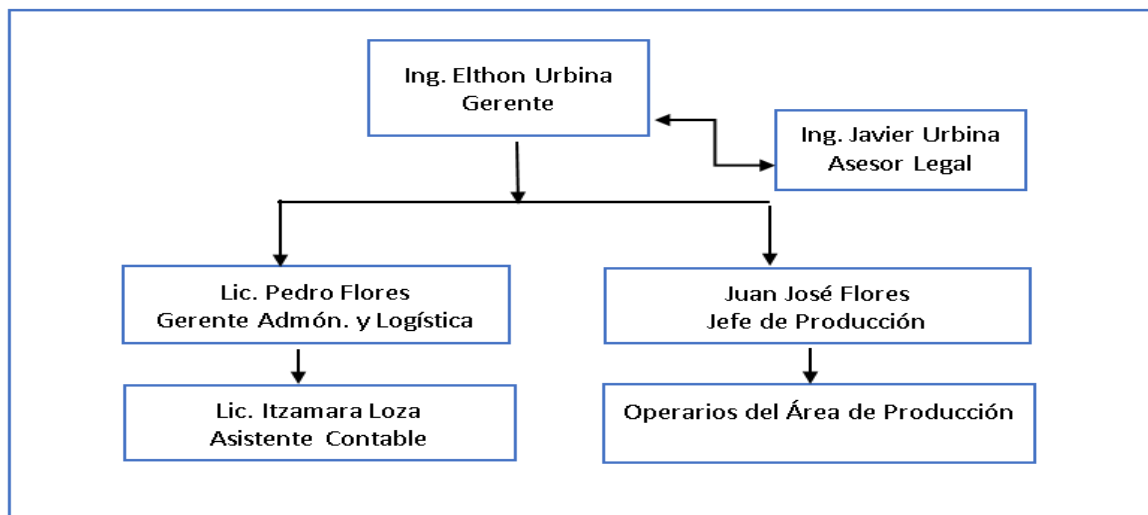 Ing. Elthon Urbina
Gerente
Ing. Javier Urbina
Asesor Legal
Lic. Pedro Flores
Gerente Admón. y Logística
Juan José Flores
Jefe de Producción
Lic. Itzamara Loza
Asistente Contable
Operarios del Área de Producción